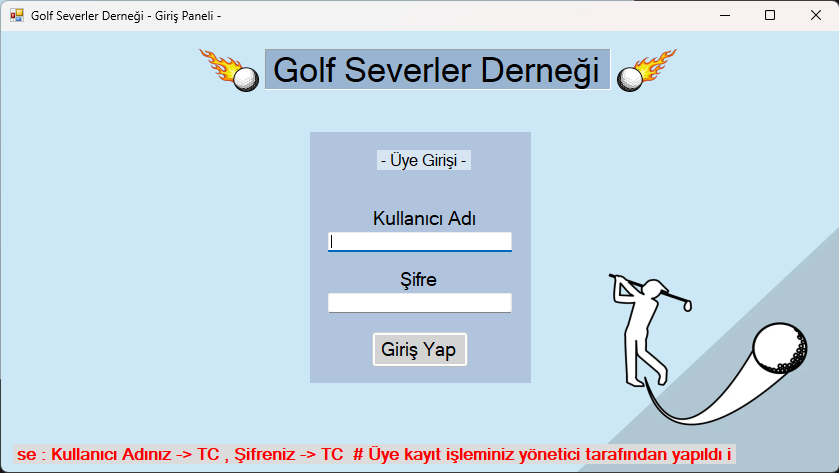 Golf Severler Derneği - Giriş Paneli -
Golf Severler Derneği
- Üye Girişi -
Kullanıcı Adı
Şifre
Giriş Yap
se : Kullanıcı Adınız -> TC , Şifreniz -> TC # Üye kayıt işleminiz yönetici tarafından yapıldı i